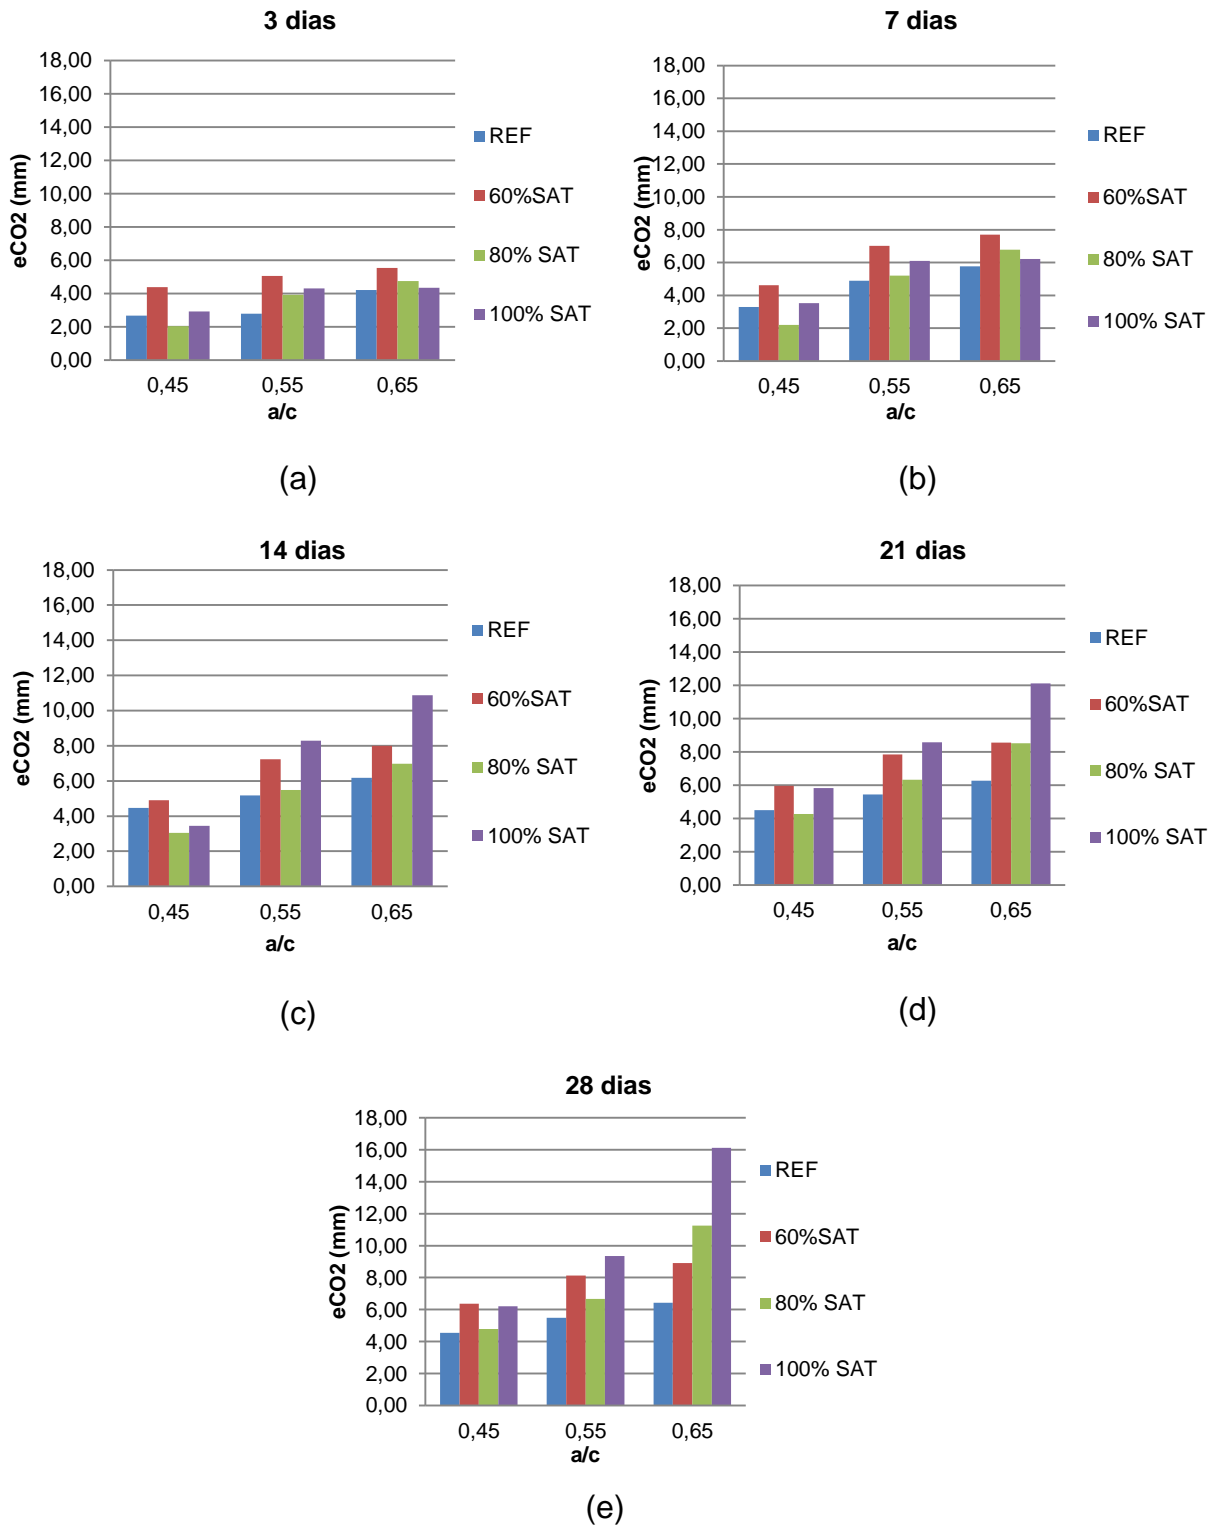 3 dias
18,00
16,00
14,00
12,00
10,00
8,00
6,00
4,00
2,00
0,00
eCO2 (mm)
0,45 0,55 0,65
a/c
REF
60%SAT
80% SAT
100% SAT
(a)
7 dias
18,00
16,00
14,00
12,00
10,00
8,00
6,00
4,00
2,00
0,00
eCO2 (mm)
0,45 0,55 0,65
a/c
REF
60%SAT
80% SAT
100% SAT
(b)
14 dias
18,00
16,00
14,00
12,00
10,00
8,00
6,00
4,00
2,00
0,00
eCO2 (mm)
0,45 0,55 0,65
a/c
REF
60%SAT
80% SAT
100% SAT
(c)
21 dias
18,00
16,00
14,00
12,00
10,00
8,00
6,00
4,00
2,00
0,00
eCO2 (mm)
0,45 0,55 0,65
a/c
REF
60%SAT
80% SAT
100% SAT
(d)
28 dias
18,00
16,00
14,00
12,00
10,00
8,00
6,00
4,00
2,00
0,00
eCO2 (mm)
0,45 0,55 0,65
a/c
REF
60%SAT
80% SAT
100% SAT
(e)